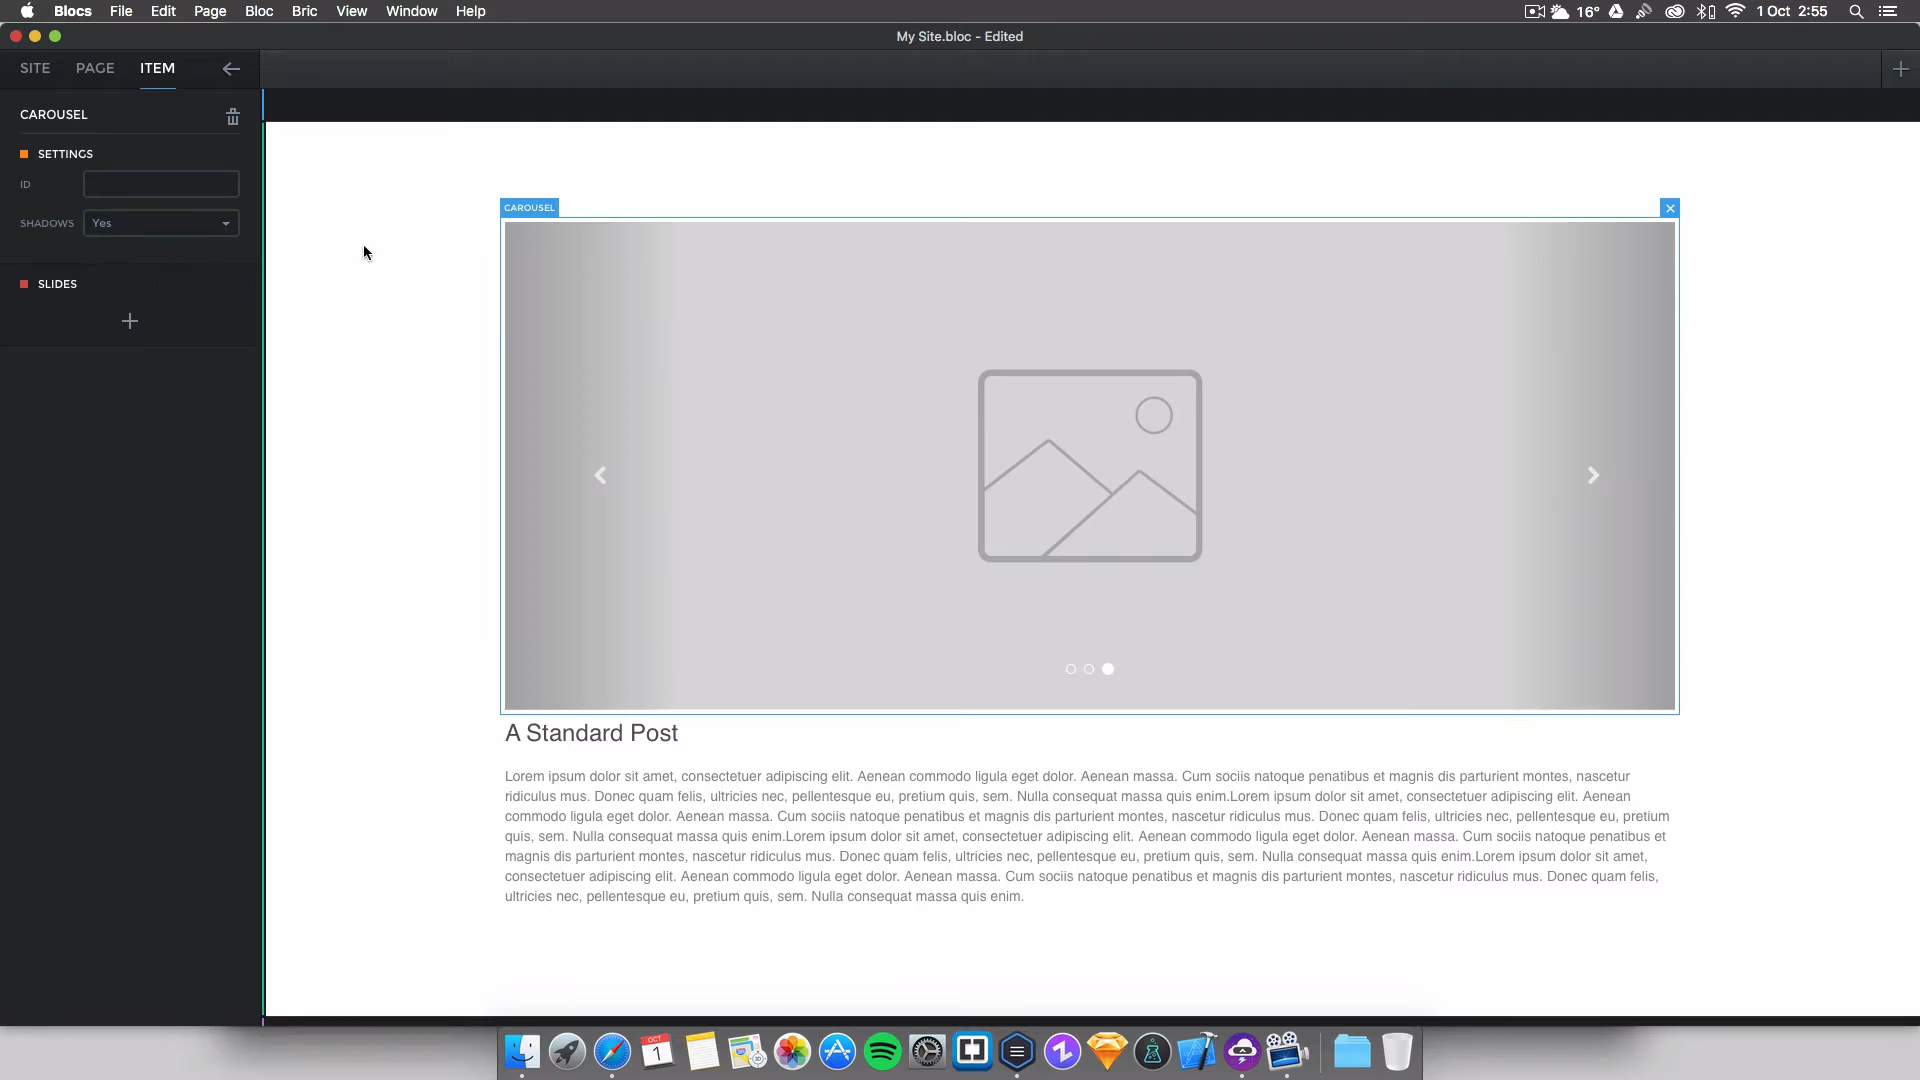 Blocs File Edit Page Bloc Bric View Window Help 16° 1 Oct 2:55
My Site.bloc - Edited
SITE PAGE ITEM
CAROUSEL
SETTINGS
ID
SHADOWS Yes
SLIDES
CAROUSEL
A Standard Post
Lorem ipsum dolor sit amet, consectetuer adipiscing elit. Aenean commodo ligula eget dolor. Aenean massa. Cum sociis natoque penatibus et magnis dis parturient montes, nascetur
ridiculus mus. Donec quam felis, ultricies nec, pellentesque eu, pretium quis, sem. Nulla consequat massa quis enim.Lorem ipsum dolor sit amet, consectetuer adipiscing elit. Aenean
commodo ligula eget dolor. Aenean massa. Cum sociis natoque penatibus et magnis dis parturient montes, nascetur ridiculus mus. Donec quam felis, ultricies nec, pellentesque eu, pretium
quis, sem. Nulla consequat massa quis enim.Lorem ipsum dolor sit amet, consectetuer adipiscing elit. Aenean commodo ligula eget dolor. Aenean massa. Cum sociis natoque penatibus et
magnis dis parturient montes, nascetur ridiculus mus. Donec quam felis, ultricies nec, pellentesque eu, pretium quis, sem. Nulla consequat massa quis enim.Lorem ipsum dolor sit amet,
consectetuer adipiscing elit. Aenean commodo ligula eget dolor. Aenean massa. Cum sociis natoque penatibus et magnis dis parturient montes, nascetur ridiculus mus. Donec quam felis,
ultricies nec, pellentesque eu, pretium quis, sem. Nulla consequat massa quis enim.
OCT
1